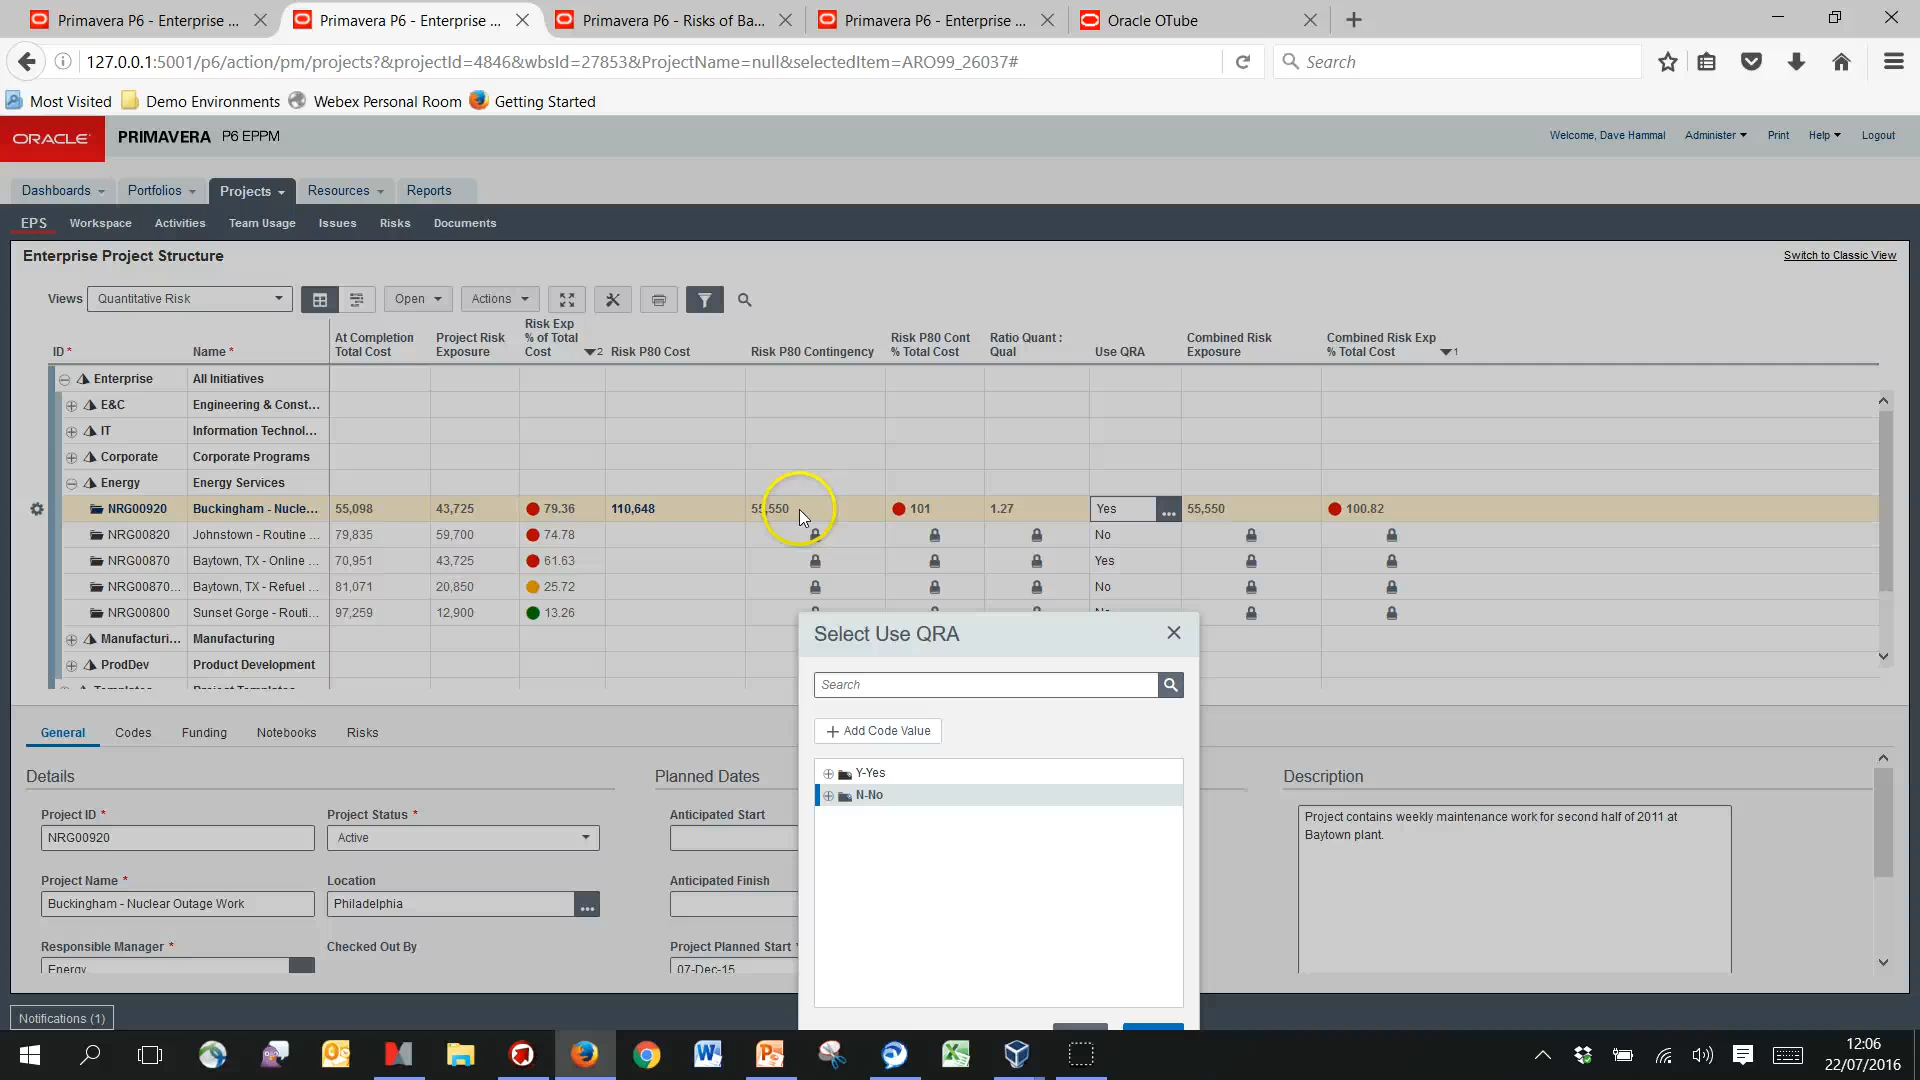 Primavera P6 - Enterprise ...
Primavera P6 - Enterprise ...
Primavera P6 - Risks of Ba...
Primavera P6 - Enterprise ...
Oracle OTube
127.0.0.1:5001/p6/action/pm/projects?&projectId=4846&wbsId=27853&ProjectName=null&selectedItem=ARO99_26037#
Search
Most Visited
Demo Environments
Webex Personal Room
Getting Started
ORACLE
PRIMAVERA P6 EPPM
Welcome, Dave Hammal
Administer
Print
Help
Logout
Dashboards
Portfolios
Projects
Resources
Reports
EPS
Workspace
Activities
Team Usage
Issues
Risks
Documents
Enterprise Project Structure
Switch to Classic View
Views
Quantitative Risk
Open
Actions
ID *
Name *
At Completion
Total Cost
Project Risk
Exposure
Risk Exp
% of Total
Cost
2
Risk P80 Cost
Risk P80 Contingency
Risk P80 Cont
% Total Cost
Ratio Quant :
Qual
Use QRA
Combined Risk
Exposure
Combined Risk Exp
% Total Cost
1
Enterprise All Initiatives
E&C Engineering & Const...
IT Information Technol...
Corporate Corporate Programs
Energy Energy Services
NRG00920 Buckingham - Nucle... 55,098 43,725 79.36 110,648 55,550 101 1.27 Yes ... 55,550 100.82
NRG00820 Johnstown - Routine ... 79,835 59,700 74.78 No
NRG00870 Baytown, TX - Online ... 70,951 43,725 61.63 Yes
NRG00870... Baytown, TX - Refuel ... 81,071 20,850 25.72 No
NRG00800 Sunset Gorge - Routi... 97,259 12,900 13.26 No
Manufacturi... Manufacturing
ProdDev Product Development
Templates Project Templates
Select Use QRA
Search
Add Code Value
Y-Yes
N-No
General
Codes
Funding
Notebooks
Risks
Details
Project ID *
NRG00920
Project Status *
Active
Project Name *
Buckingham - Nuclear Outage Work
Location
Philadelphia
...
Responsible Manager *
Energy
Checked Out By
Planned Dates
Anticipated Start
Anticipated Finish
Project Planned Start *
07-Dec-15
Description
Project contains weekly maintenance work for second half of 2011 at
Baytown plant.
Notifications (1)
12:06
22/07/2016